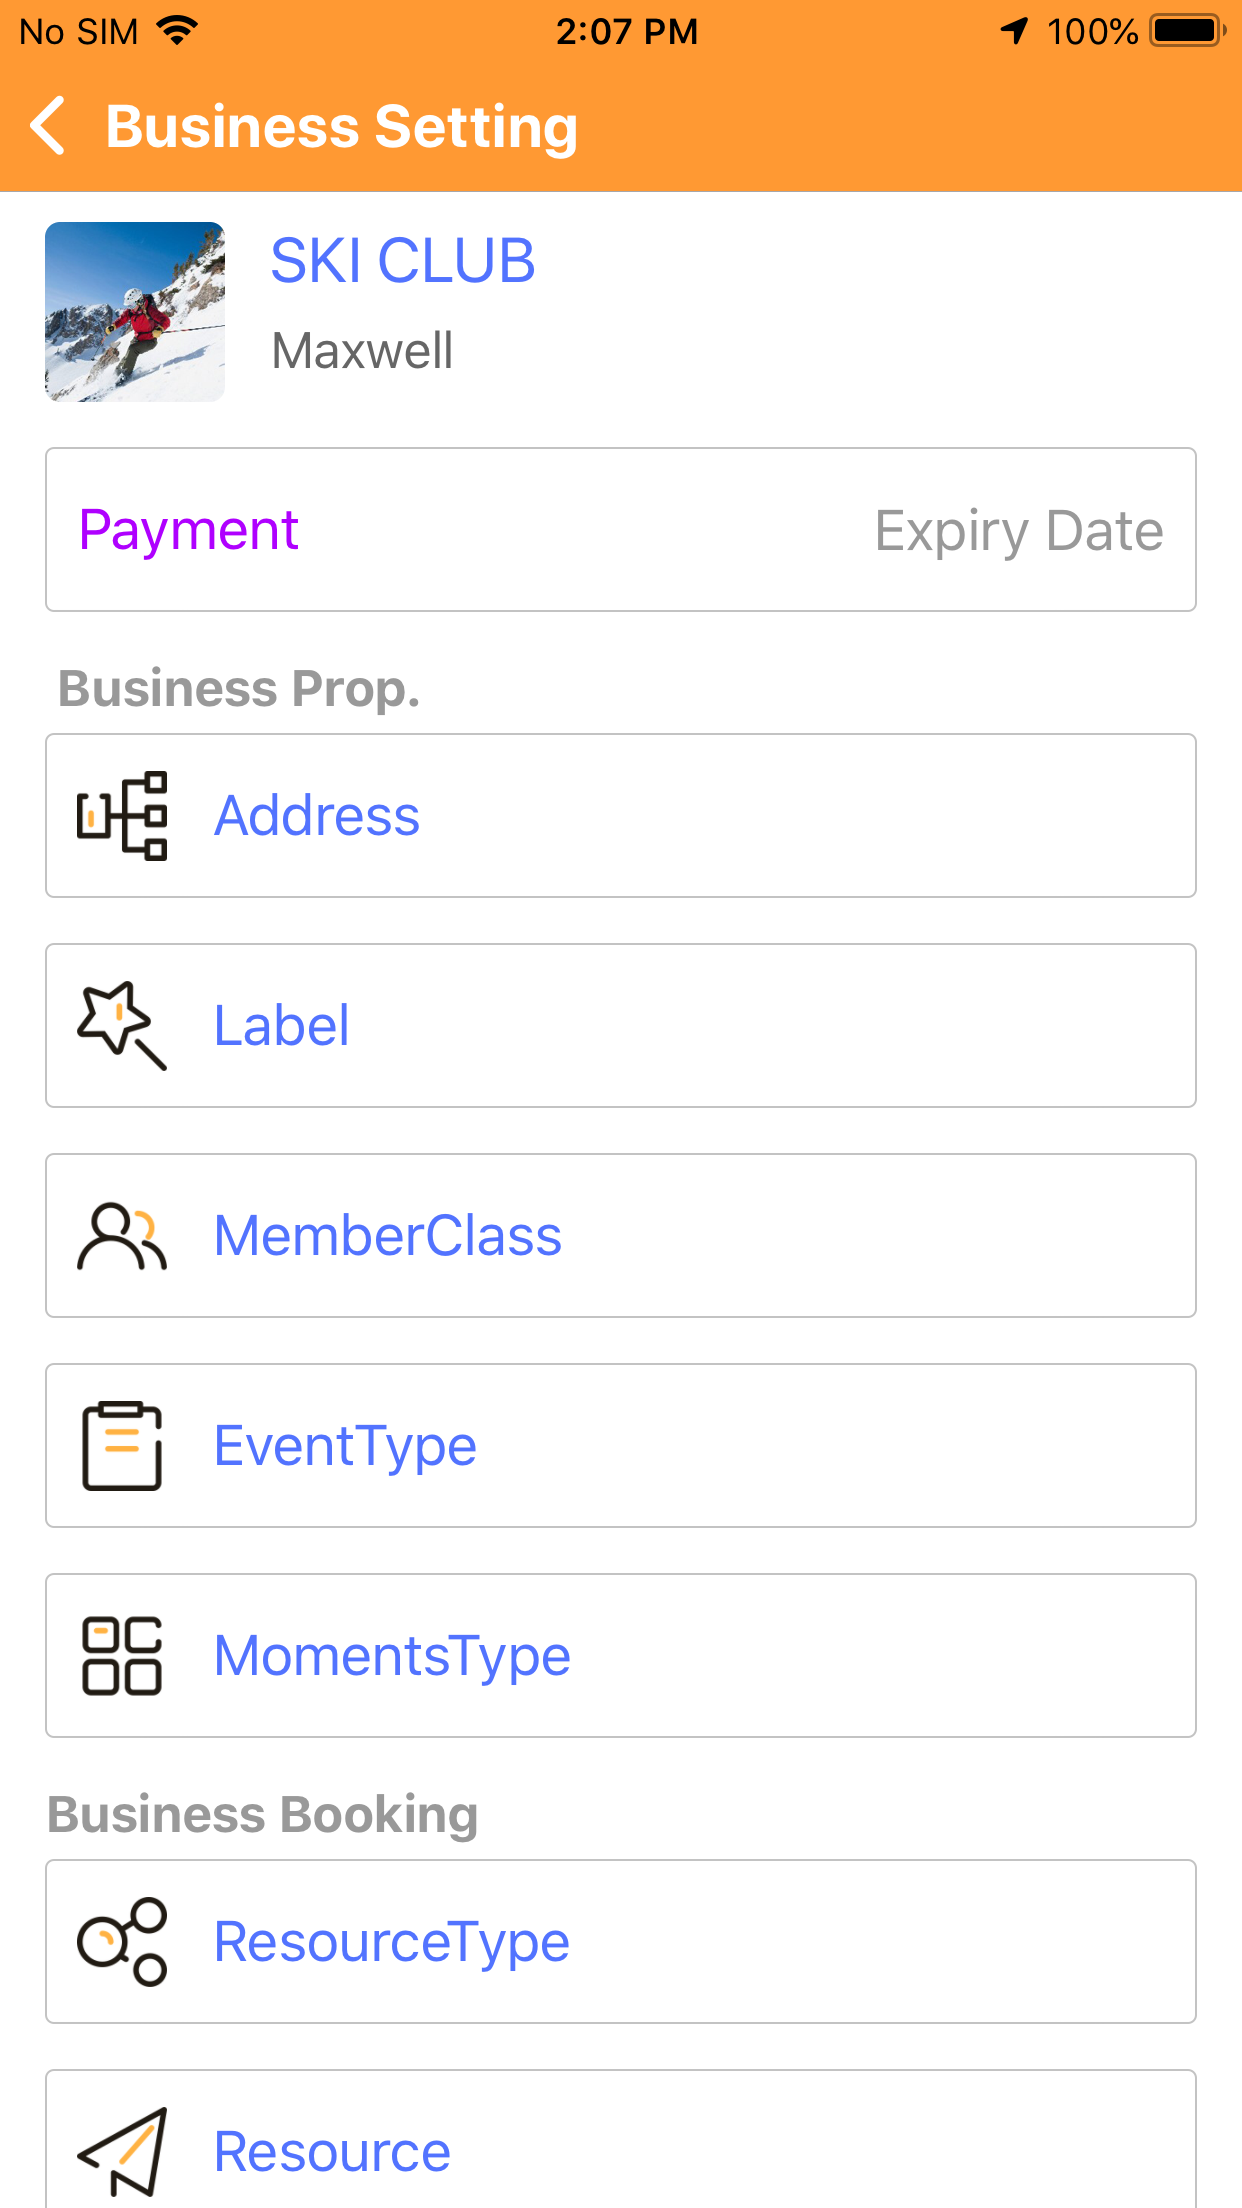 No SIM 2:07 PM 100%
Business Setting
SKI CLUB
Maxwell
Payment Expiry Date
Business Prop.
Address
Label
MemberClass
EventType
MomentsType
Business Booking
ResourceType
Resource